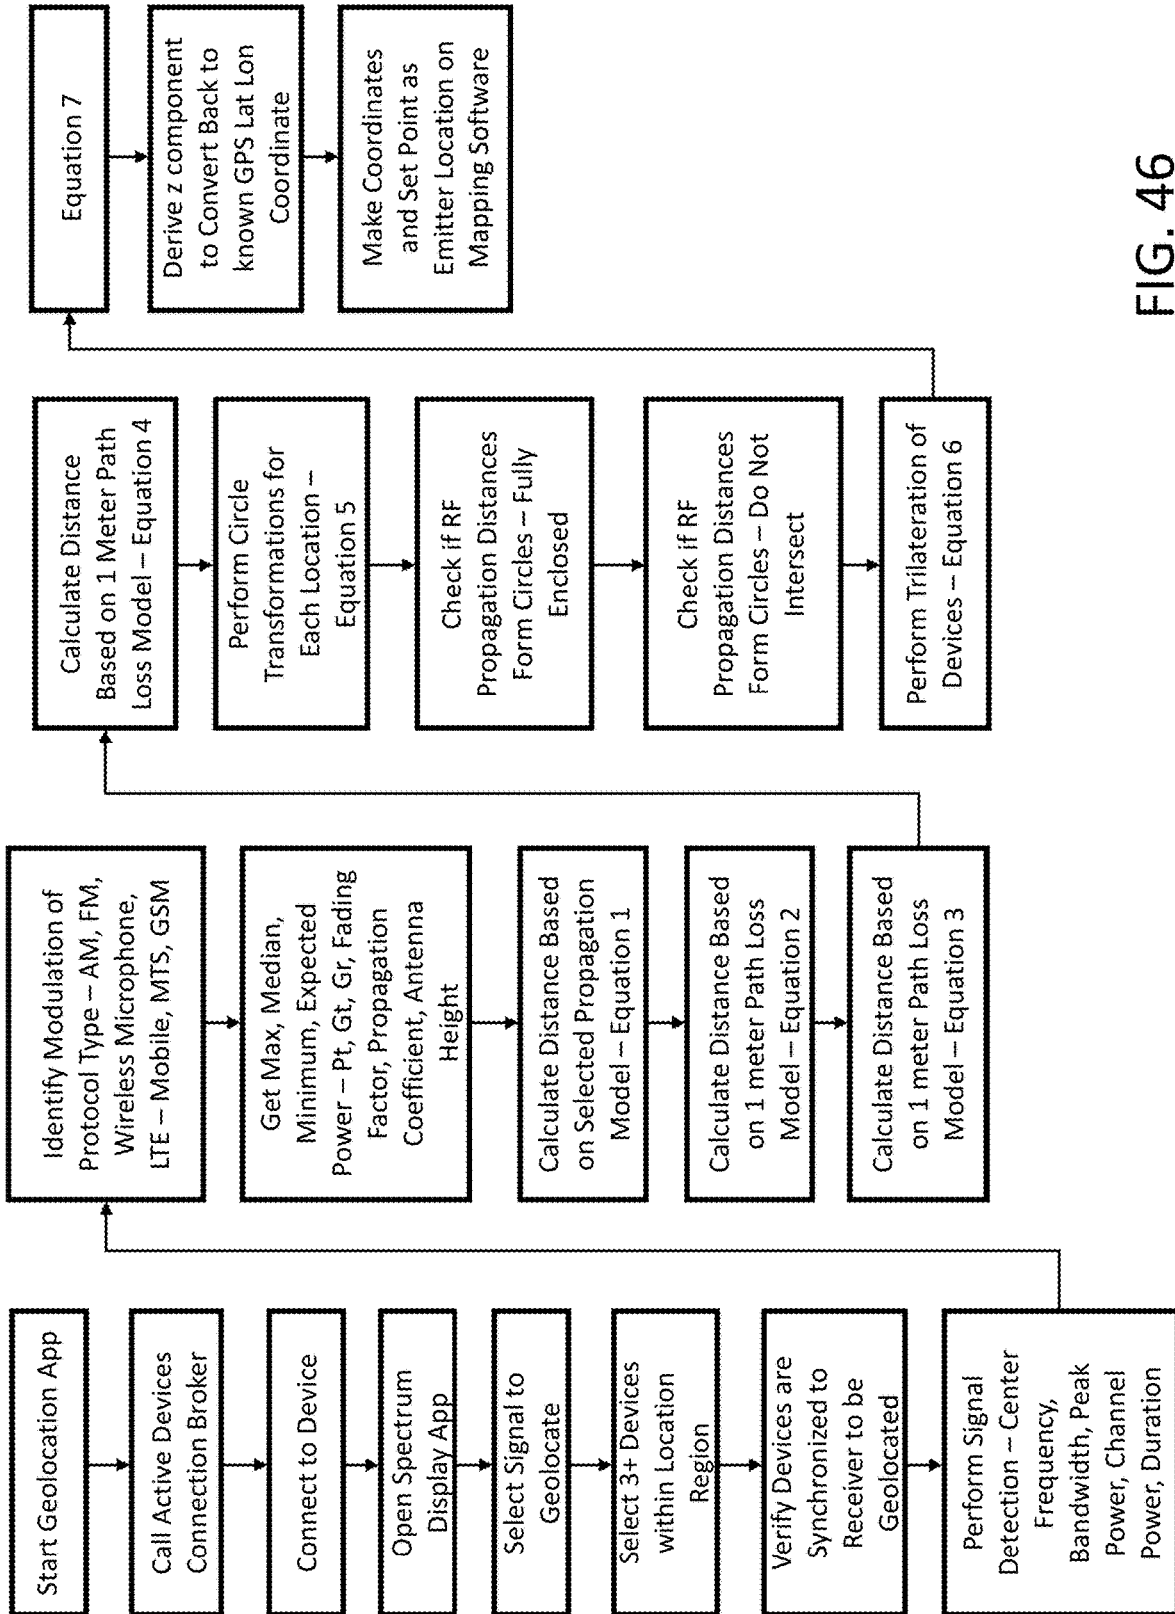 Start Geolocation App
Call Active Devices
Connection Broker
Connect to Device
Open Spectrum
Display App
Select Signal to
Geolocate
Select 3+ Devices
within Location
Region
Verify Devices are
Synchronized to
Receiver to be
Geolocated
Perform Signal
Detection – Center
Frequency,
Bandwidth, Peak
Power, Channel
Power, Duration
Identify Modulation of
Protocol Type – AM, FM,
Wireless Microphone,
LTE – Mobile, MTS, GSM
Get Max, Median,
Minimum, Expected
Power – Pt, Gt, Gr, Fading
Factor, Propagation
Coefficient, Antenna
Height
Calculate Distance Based
on Selected Propagation
Model – Equation 1
Calculate Distance Based
on 1 meter Path Loss
Model – Equation 2
Calculate Distance Based
on 1 meter Path Loss
Model – Equation 3
Calculate Distance
Based on 1 Meter Path
Loss Model – Equation 4
Perform Circle
Transformations for
Each Location –
Equation 5
Check if RF
Propagation Distances
Form Circles – Fully
Enclosed
Check if RF
Propagation Distances
Form Circles – Do Not
Intersect
Perform Trilateration of
Devices – Equation 6
Equation 7
Derive z component
to Convert Back to
known GPS Lat Lon
Coordinate
Make Coordinates
and Set Point as
Emitter Location on
Mapping Software
FIG. 46